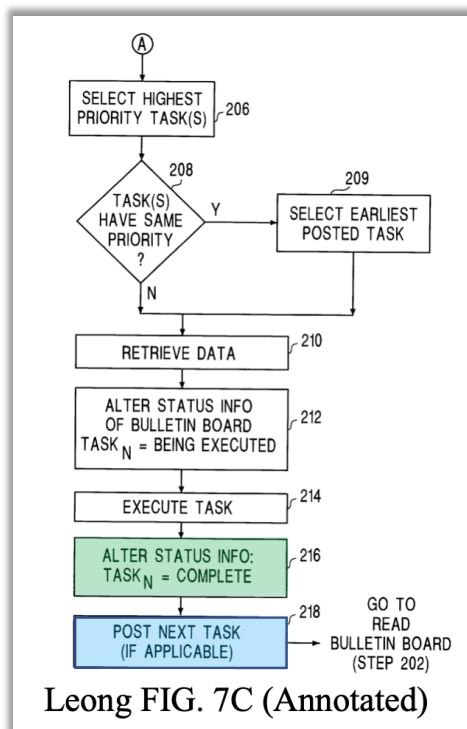 A
SELECT HIGHEST
PRIORITY TASK(S)
206
208
TASK(S)
HAVE SAME
PRIORITY
?
Y
N
209
SELECT EARLIEST
POSTED TASK
RETRIEVE DATA
210
ALTER STATUS INFO
OF BULLETIN BOARD
TASK N = BEING EXECUTED
212
EXECUTE TASK
214
ALTER STATUS INFO:
TASK N = COMPLETE
216
POST NEXT TASK
(IF APPLICABLE)
218
GO TO
READ
BULLETIN BOARD
(STEP 202)
Leong FIG. 7C (Annotated)